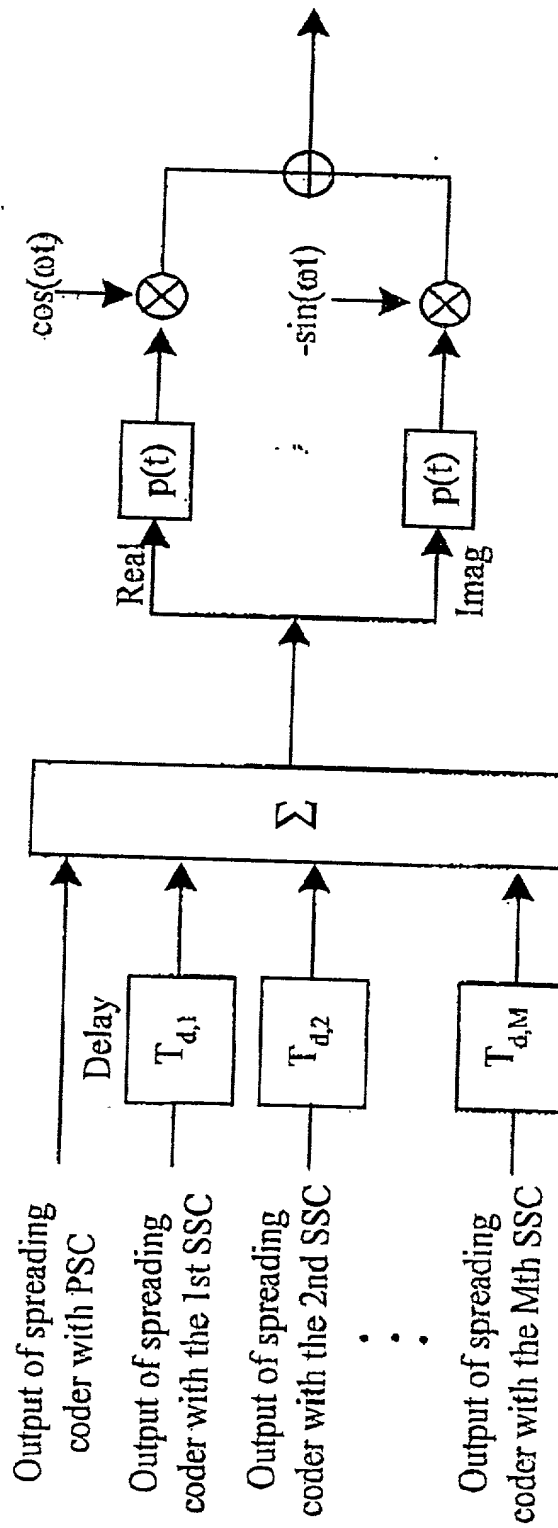 Output of spreading
coder with PSC
Output of spreading
coder with the 1st SSC
Output of spreading
coder with the 2nd SSC
Output of spreading
coder with the Mth SSC
Delay
T_{d,1}
T_{d,2}
T_{d,M}
Σ
Real
Imag
p(t)
p(t)
cos(ωt)
-sin(ωt)